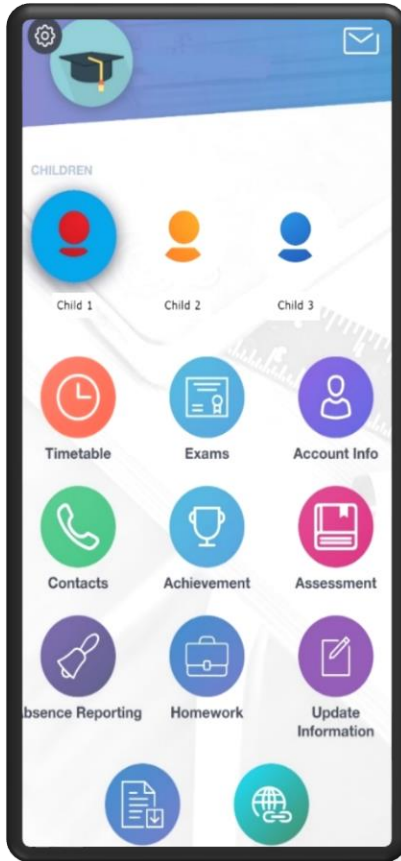 CHILDREN
Child 1 Child 2 Child 3
Timetable Exams Account Info
Contacts Achievement Assessment
bsence Reporting Homework Update
Information